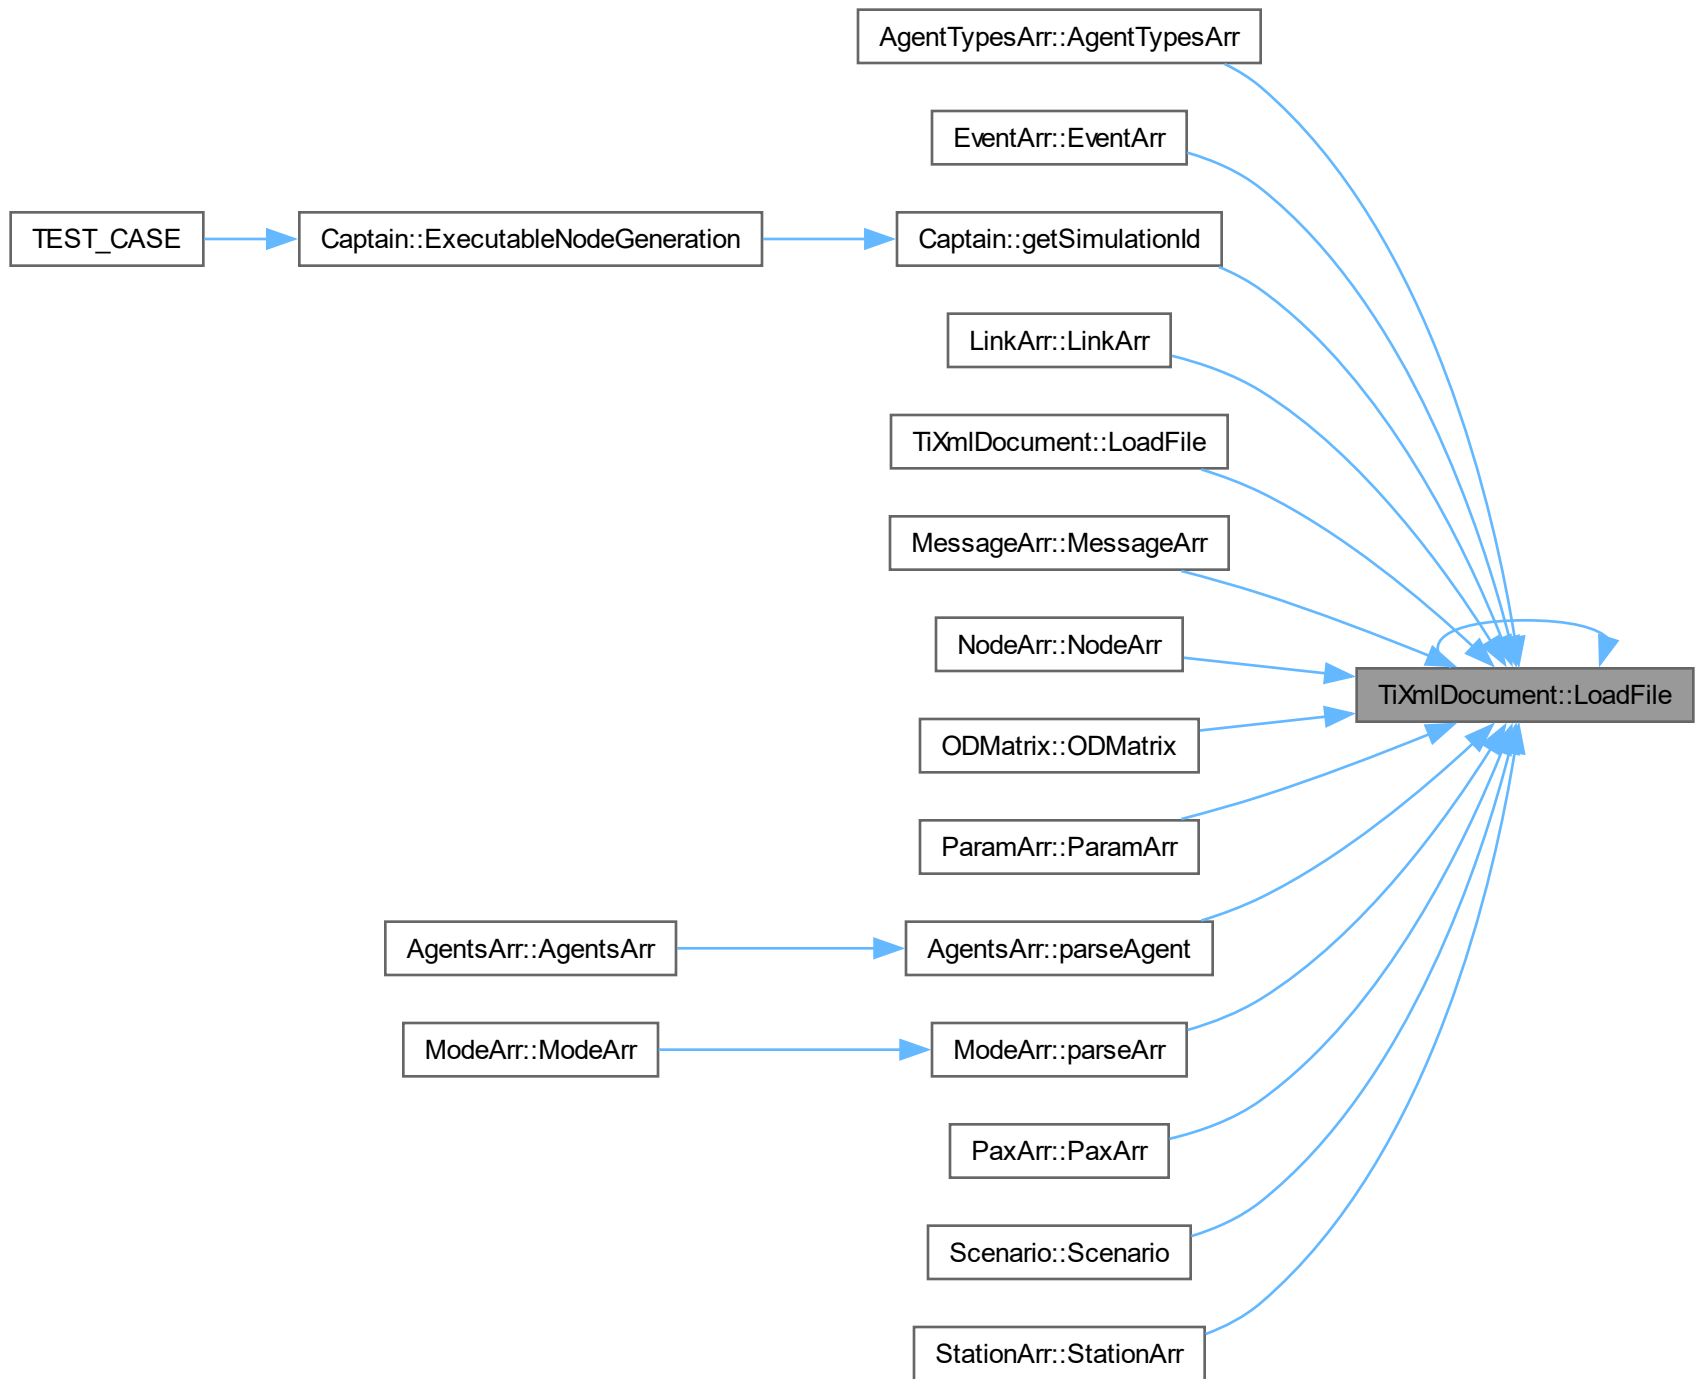 AgentTypesArr::AgentTypesArr
EventArr::EventArr
TEST_CASE
Captain::ExecutableNodeGeneration
Captain::getSimulationId
LinkArr::LinkArr
TiXmlDocument::LoadFile
MessageArr::MessageArr
NodeArr::NodeArr
TiXmlDocument::LoadFile
ODMatrix::ODMatrix
ParamArr::ParamArr
AgentsArr::AgentsArr
AgentsArr::parseAgent
ModeArr::ModeArr
ModeArr::parseArr
PaxArr::PaxArr
Scenario::Scenario
StationArr::StationArr